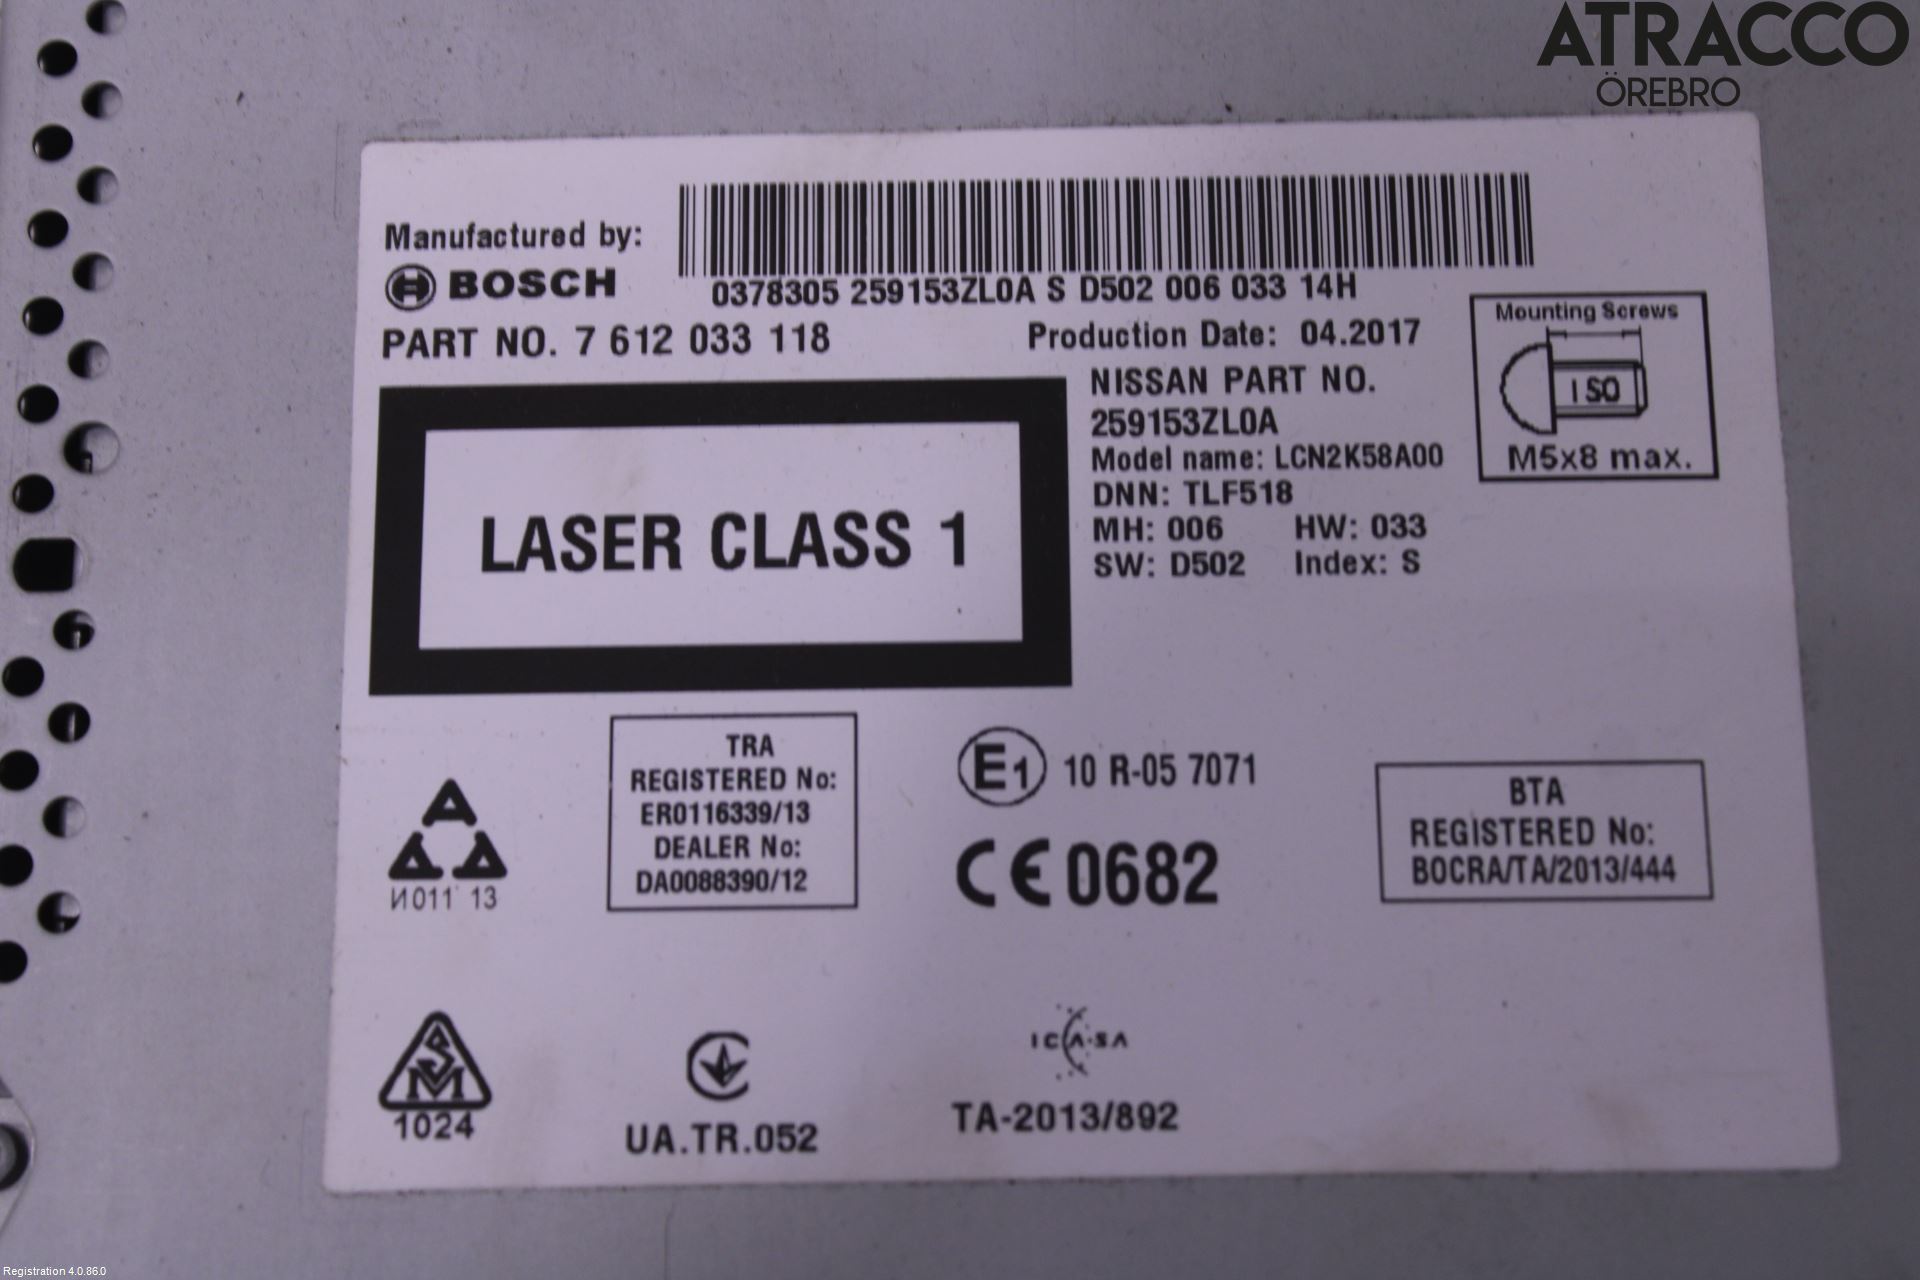 ATRACCO
ÖREBRO
Manufactured by:
BOSCH
0378305 259153ZL0A S D502 006 033 14H
PART NO. 7 612 033 118
Production Date: 04.2017
NISSAN PART NO.
259153ZL0A
Model name: LCN2K58A00
DNN: TLF518
MH: 006 HW: 033
SW: D502 Index: S
Mounting Screws
ISO
M5x8 max.
LASER CLASS 1
TRA
REGISTERED No:
ER0116339/13
DEALER No:
DA0088390/12
E1 10 R-05 7071
CE 0682
BTA
REGISTERED No:
BOCRA/TA/2013/444
И011 13
1024
UA.TR.052
ICASA
TA-2013/892
Registration 4.0.86.0